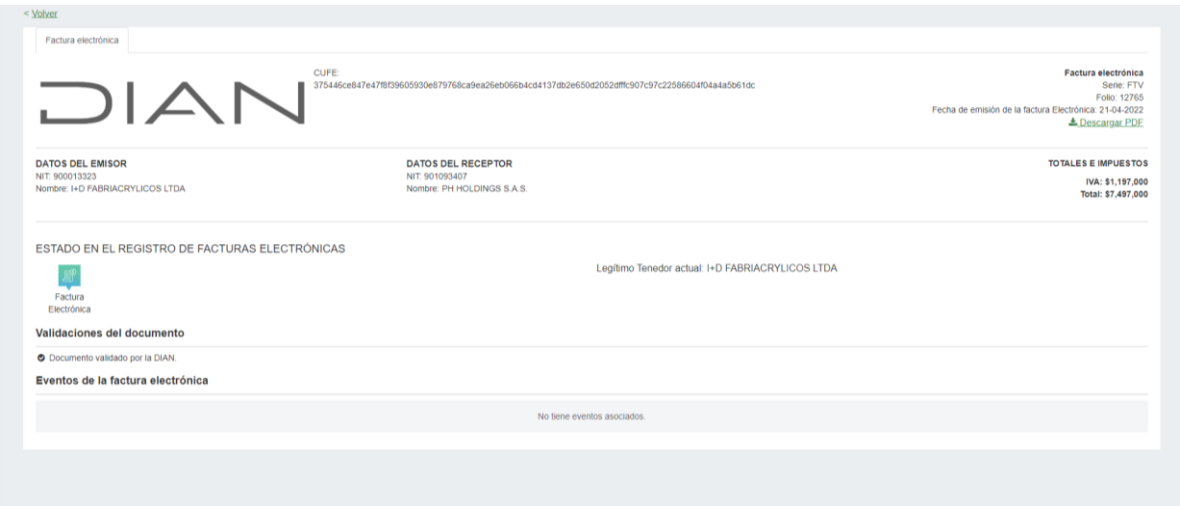 < Volver
Factura electrónica
DIAN
CUFE:
375446ce847e47f8f39605930e879768ca9ea26eb066b4cd4137db2e650d2052dfffc907c97c22586604f04a4a5b61dc
Factura electrónica
Serie: FTV
Folio: 12765
Fecha de emisión de la factura Electrónica: 21-04-2022
Descargar PDF
DATOS DEL EMISOR
NIT: 900013323
Nombre: I+D FABRIACRYLICOS LTDA
DATOS DEL RECEPTOR
NIT: 901093407
Nombre: PH HOLDINGS S.A.S.
TOTALES E IMPUESTOS
IVA: $1,197,000
Total: $7,497,000
ESTADO EN EL REGISTRO DE FACTURAS ELECTRÓNICAS
Factura
Electrónica
Legítimo Tenedor actual: I+D FABRIACRYLICOS LTDA
Validaciones del documento
Documento validado por la DIAN.
Eventos de la factura electrónica
No tiene eventos asociados.